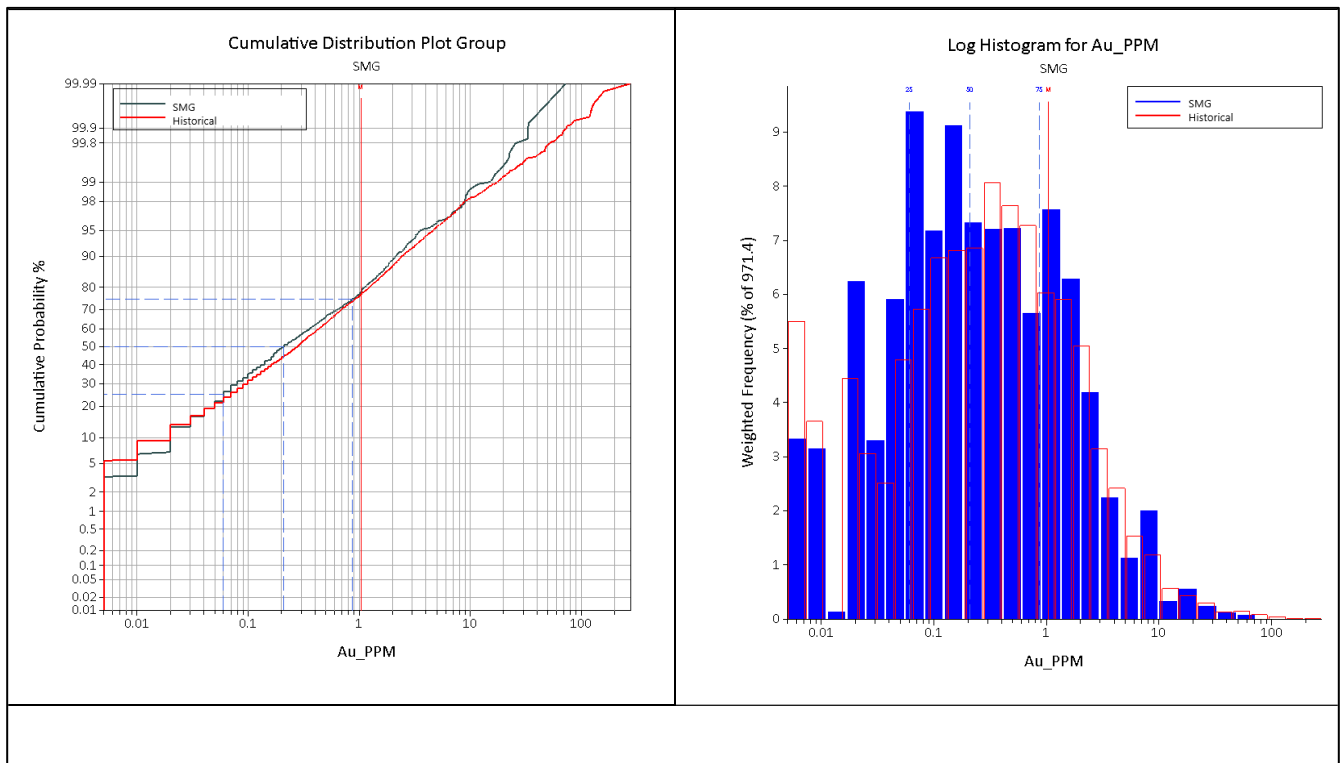 Cumulative Distribution Plot Group
SMG
M
99.99
99.9
99.8
99
98
95
90
80
70
60
50
40
30
20
10
5
2
1
0.5
0.2
0.1
0.05
0.02
0.01
Cumulative Probability %
SMG
Historical
0.01 0.1 1 10 100
Au_PPM
Log Histogram for Au_PPM
SMG
25 50 75 M
SMG
Historical
9
8
7
6
5
4
3
2
1
0
Weighted Frequency (% of 971.4)
0.01 0.1 1 10 100
Au_PPM